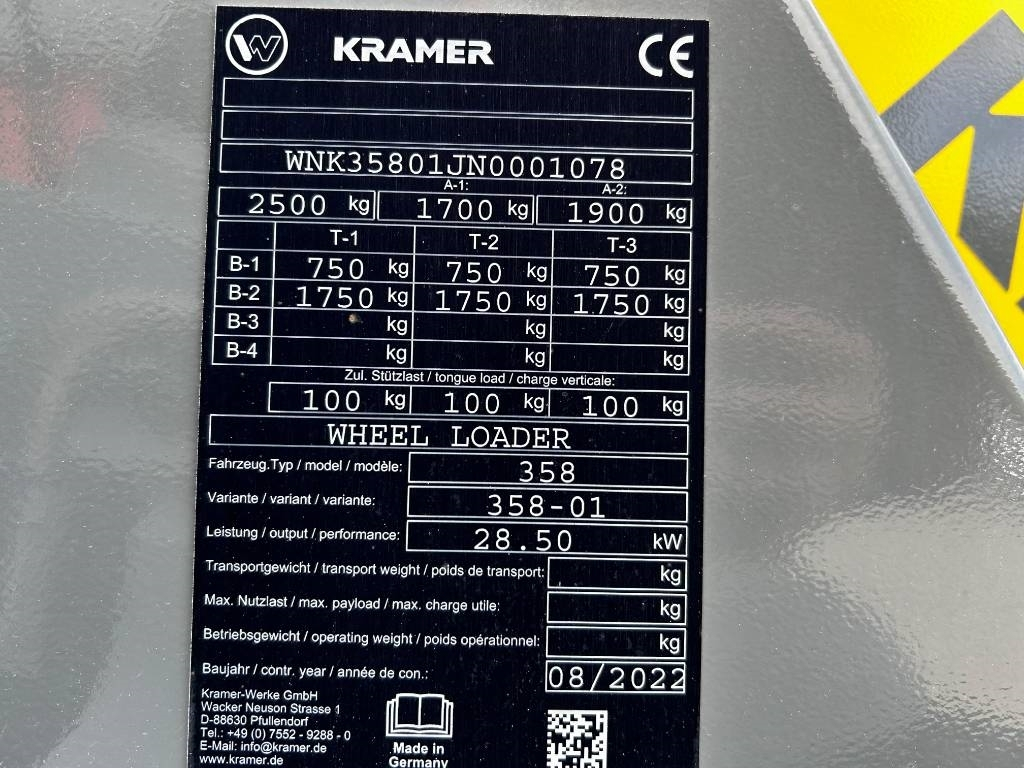 KRAMER CE
WNK35801JN0001078
A-1: A-2:
2500 kg 1700 kg 1900 kg
T-1 T-2 T-3
B-1 750 kg 750 kg 750 kg
B-2 1750 kg 1750 kg 1750 kg
B-3 kg kg kg
B-4 kg kg kg
Zul. Stützlast / tongue load / charge verticale:
100 kg 100 kg 100 kg
WHEEL LOADER
Fahrzeug.Typ / model / modèle: 358
Variante / variant / variante: 358-01
Leistung / output / performance: 28.50 kW
Transportgewicht / transport weight / poids de transport: kg
Max. Nutzlast / max. payload / max. charge utile: kg
Betriebsgewicht / operating weight / poids opérationnel: kg
Baujahr / contr. year / année de con.: 08/2022
Kramer-Werke GmbH
Wacker Neuson Strasse 1
D-88630 Pfullendorf
Tel.: +49 (0) 7552 - 9288 - 0
E-Mail: info@kramer.de
www.kramer.de
Made in
Germany